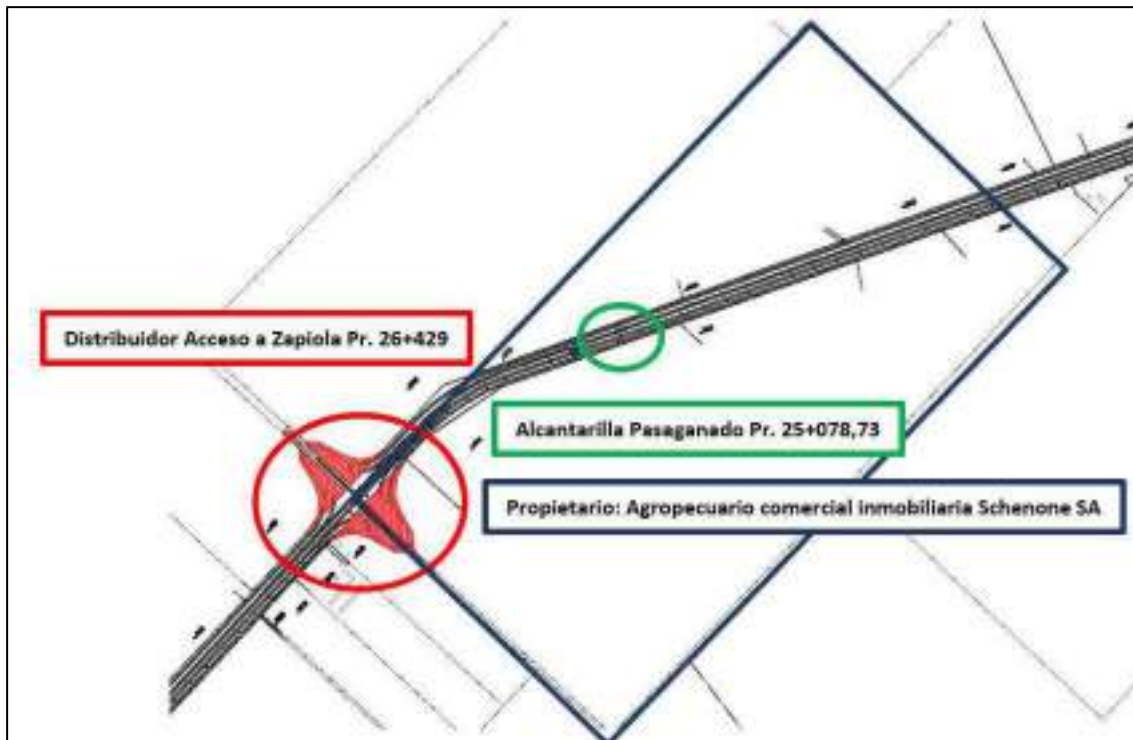 Distribuidor Acceso a Zapiola Pr. 26+429
Alcantarilla Pasaganado Pr. 25+078,73
Propietario: Agropecuario comercial inmobiliaria Schenone SA